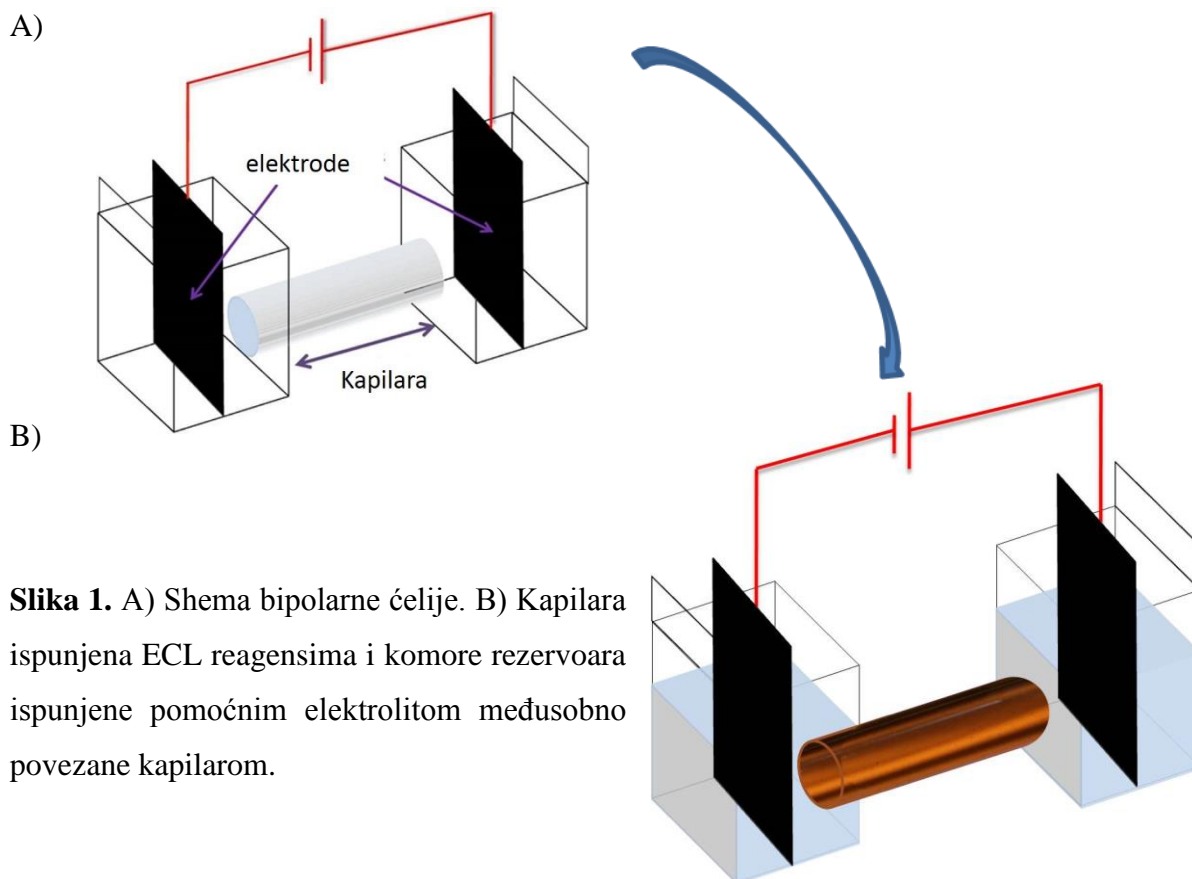 A)
elektrode
Kapilara
B)
Slika 1. A) Shema bipolarne ćelije. B) Kapilara
ispunjena ECL reagensima i komore rezervoara
ispunjene pomoćnim elektrolitom međusobno
povezane kapilarom.